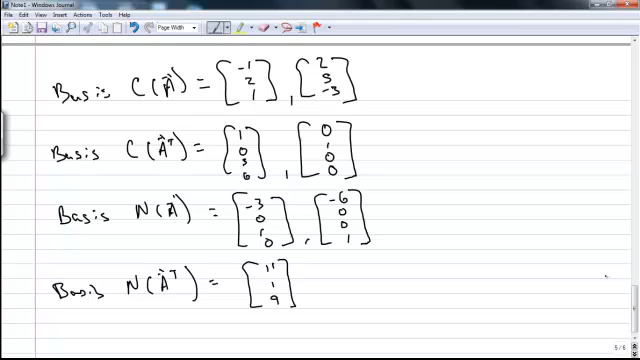 Note1 - Windows Journal
File Edit View Insert Actions Tools Help
Page Width
Basis C(A) = [-1 2 1], [2 5 -3]
Basis C(Aᵀ) = [1 0 3 6], [0 1 0 0]
Basis N(A) = [-3 0 1 0], [-6 0 0 1]
Basis N(Aᵀ) = [11 1 9]
5/6